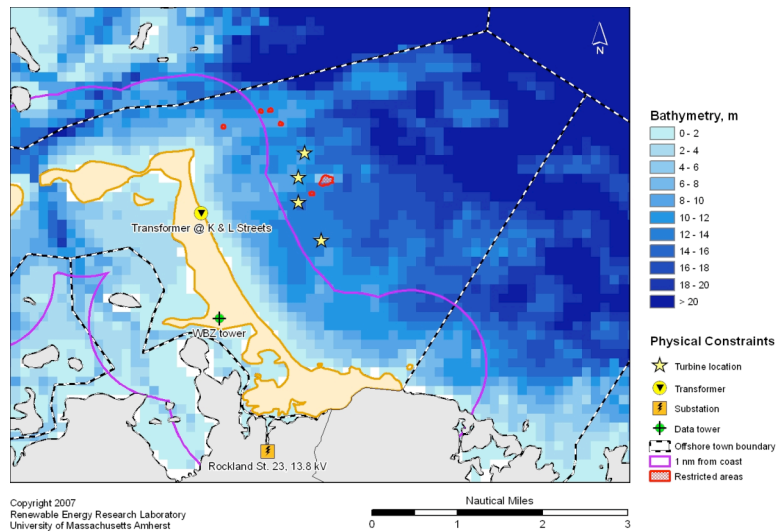 N
Transformer @ K & L Streets
WBZ tower
Rockland St. 23, 13.8 kV
Bathymetry, m
0 - 2
2 - 4
4 - 6
6 - 8
8 - 10
10 - 12
12 - 14
14 - 16
16 - 18
18 - 20
> 20
Physical Constraints
Turbine location
Transformer
Substation
Data tower
Offshore town boundary
1 nm from coast
Restricted areas
Copyright 2007
Renewable Energy Research Laboratory
University of Massachusetts Amherst
Nautical Miles
0 1 2 3